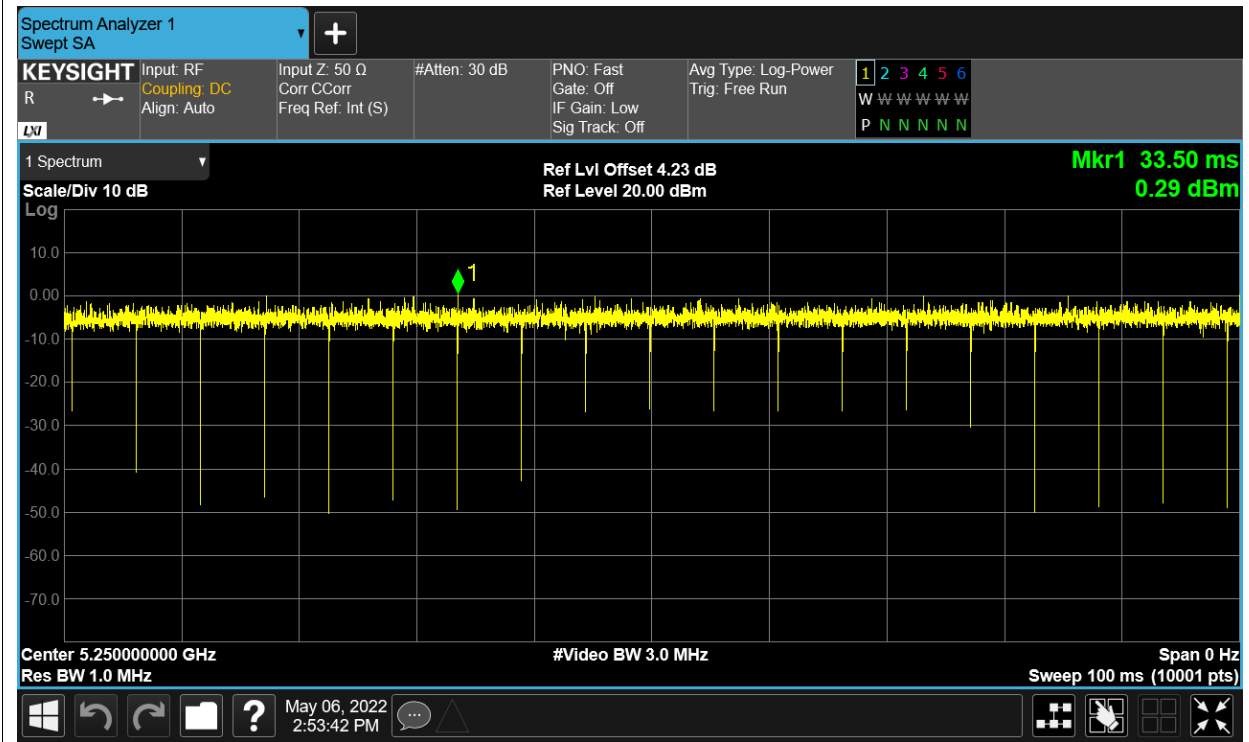 Spectrum Analyzer 1
Swept SA
KEYSIGHT
R
LXI
Input: RF
Coupling: DC
Align: Auto
Input Z: 50 Ω
Corr CCorr
Freq Ref: Int (S)
#Atten: 30 dB
PNO: Fast
Gate: Off
IF Gain: Low
Sig Track: Off
Avg Type: Log-Power
Trig: Free Run
1 2 3 4 5 6
W W W W W W
P N N N N N
1 Spectrum
Scale/Div 10 dB
Ref Lvl Offset 4.23 dB
Ref Level 20.00 dBm
Mkr1 33.50 ms
0.29 dBm
Log
10.0
1
0.00
-10.0
-20.0
-30.0
-40.0
-50.0
-60.0
-70.0
Center 5.250000000 GHz
#Video BW 3.0 MHz
Span 0 Hz
Res BW 1.0 MHz
Sweep 100 ms (10001 pts)
?
May 06, 2022
2:53:42 PM